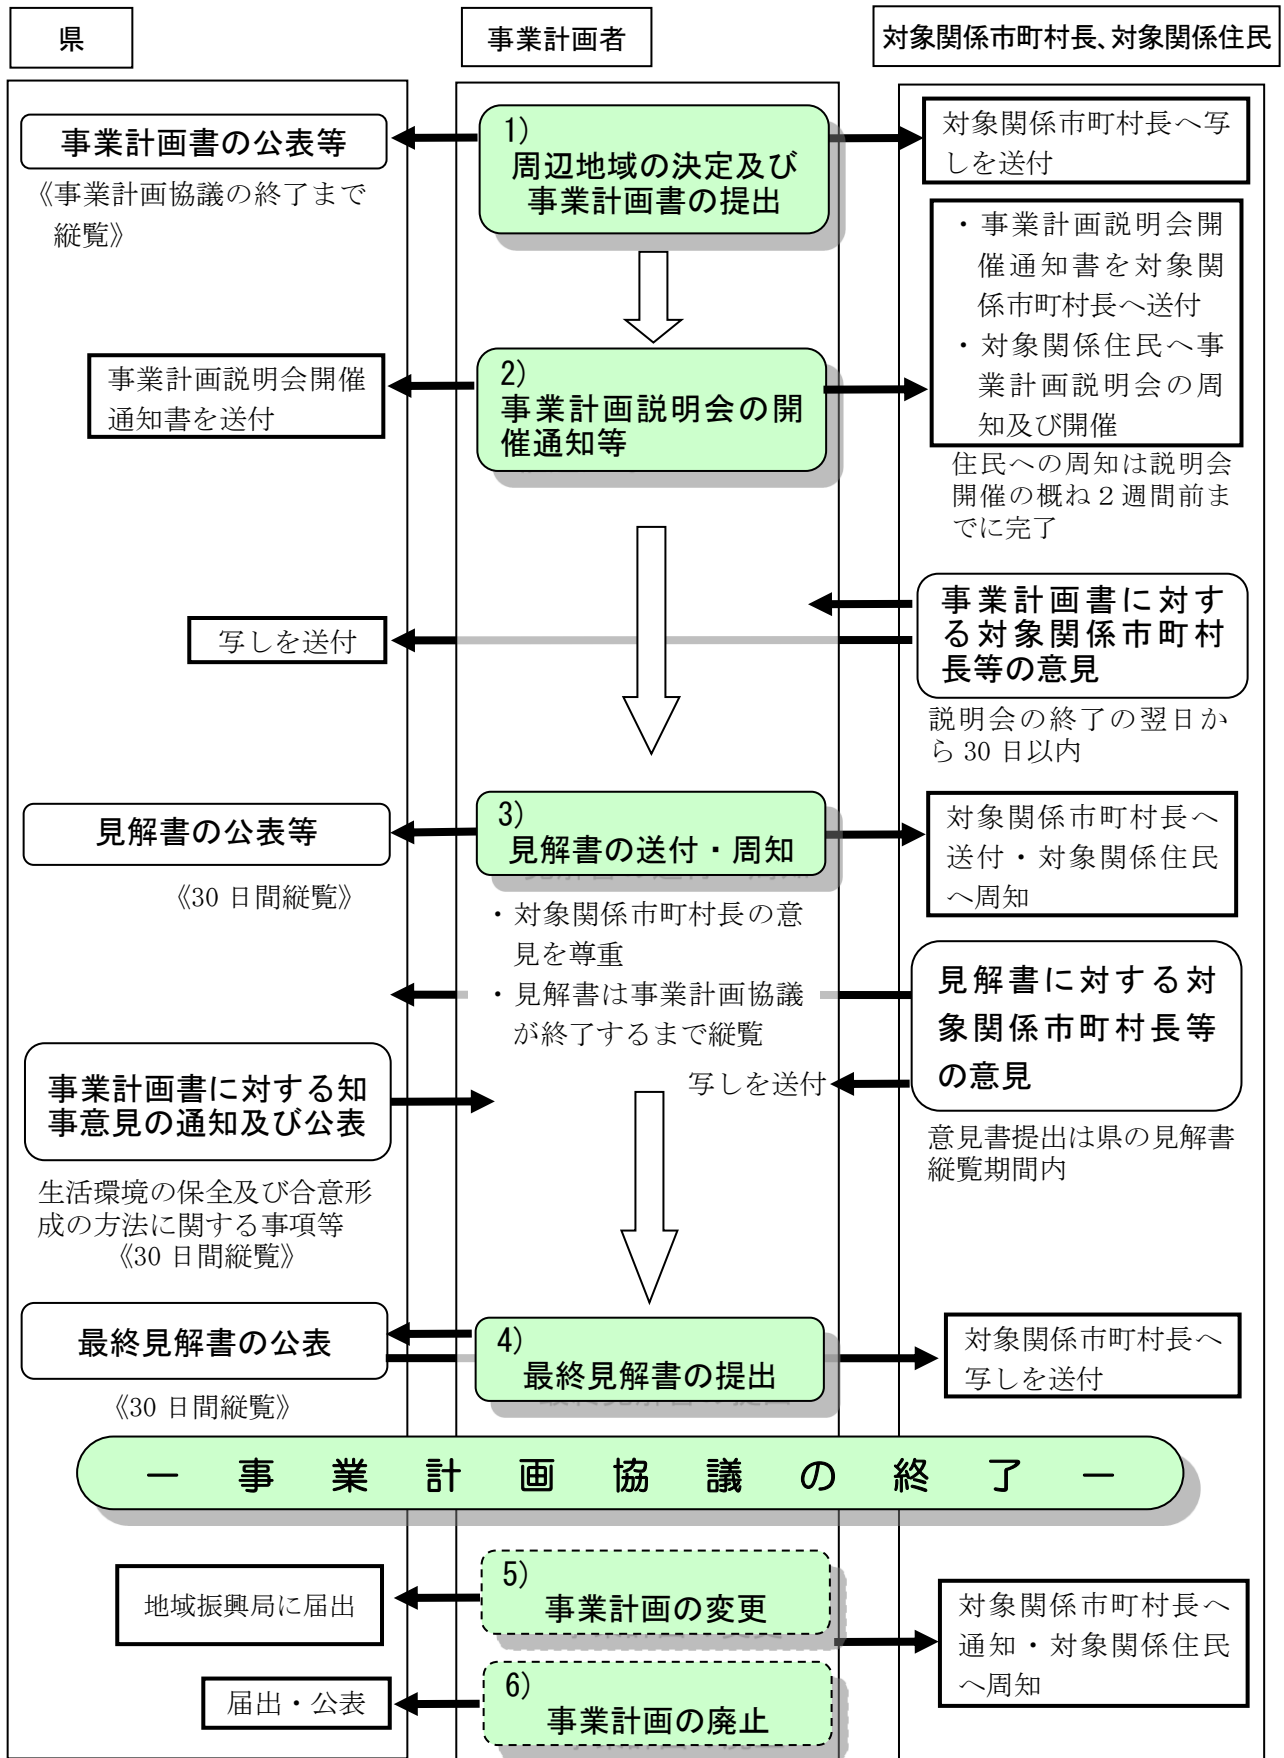 県
事業計画者
対象関係市町村長、対象関係住民
事業計画書の公表等
《事業計画協議の終了まで
縦覧》
1)
周辺地域の決定及び
事業計画書の提出
対象関係市町村長へ写
しを送付
・事業計画説明会開
催通知書を対象関
係市町村長へ送付
・対象関係住民へ事
業計画説明会の周
知及び開催
事業計画説明会開催
通知書を送付
2)
事業計画説明会の開
催通知等
住民への周知は説明会
開催の概ね2週間前ま
でに完了
写しを送付
事業計画書に対す
る対象関係市町村
長等の意見
説明会の終了の翌日か
ら30日以内
見解書の公表等
《30日間縦覧》
3)
見解書の送付・周知
・対象関係市町村長の意
見を尊重
・見解書は事業計画協議
が終了するまで縦覧
対象関係市町村長へ
送付・対象関係住民
へ周知
見解書に対する対
象関係市町村長等
の意見
写しを送付
意見書提出は県の見解書
縦覧期間内
事業計画書に対する知
事意見の通知及び公表
生活環境の保全及び合意形
成の方法に関する事項等
《30日間縦覧》
最終見解書の公表
《30日間縦覧》
4)
最終見解書の提出
対象関係市町村長へ
写しを送付
－事業計画協議の終了－
地域振興局に届出
5)
事業計画の変更
対象関係市町村長へ
通知・対象関係住民
へ周知
届出・公表
6)
事業計画の廃止